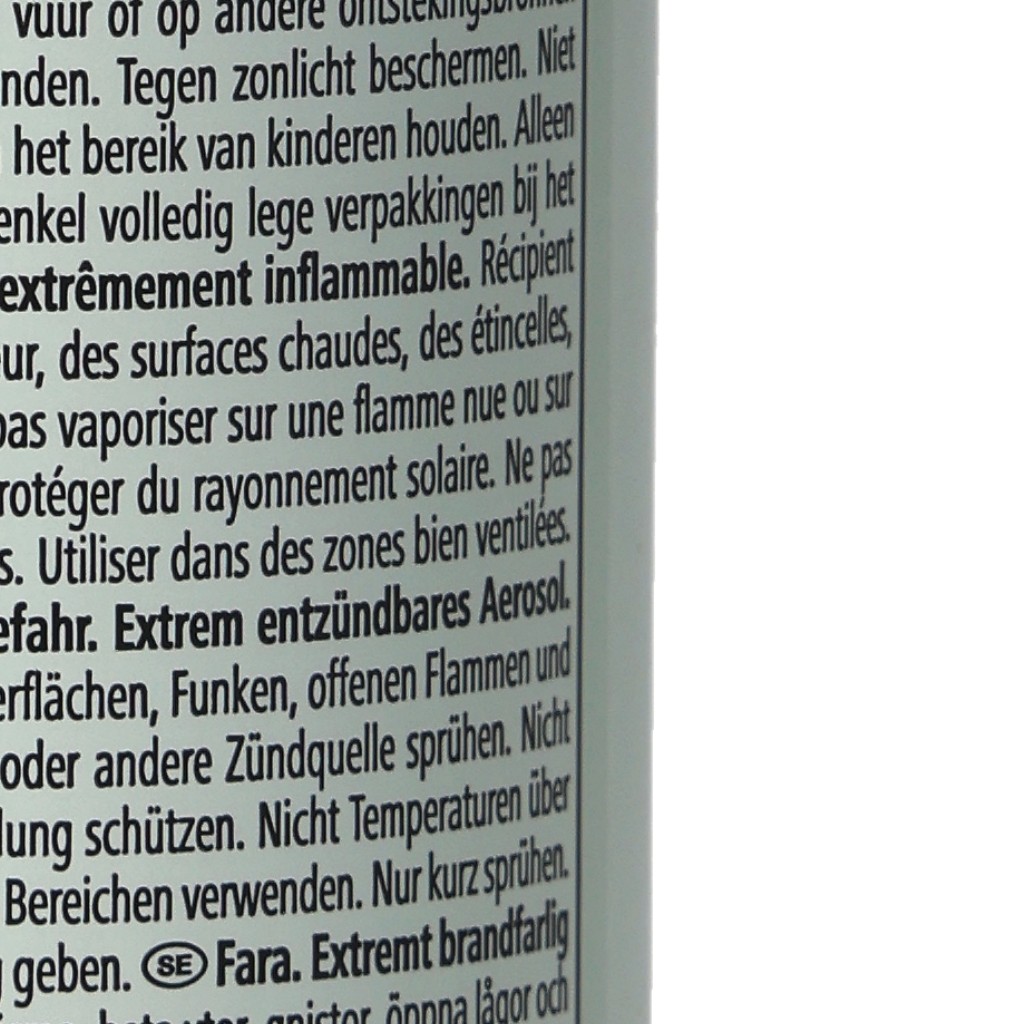 vuur of op andere
nden. Tegen zonlicht beschermen. Niet
het bereik van kinderen houden. Alleen
enkel volledig lege verpakkingen bij het
extrêmement inflammable. Récipient
ur, des surfaces chaudes, des étincelles,
pas vaporiser sur une flamme nue ou sur
rotéger du rayonnement solaire. Ne pas
s. Utiliser dans des zones bien ventilées.
efahr. Extrem entzündbares Aerosol.
erflächen, Funken, offenen Flammen und
oder andere Zündquelle sprühen. Nicht
lung schützen. Nicht Temperaturen über
Bereichen verwenden. Nur kurz sprühen.
geben. SE Fara. Extremt brandfarlig
gnistor, öppna lågor och